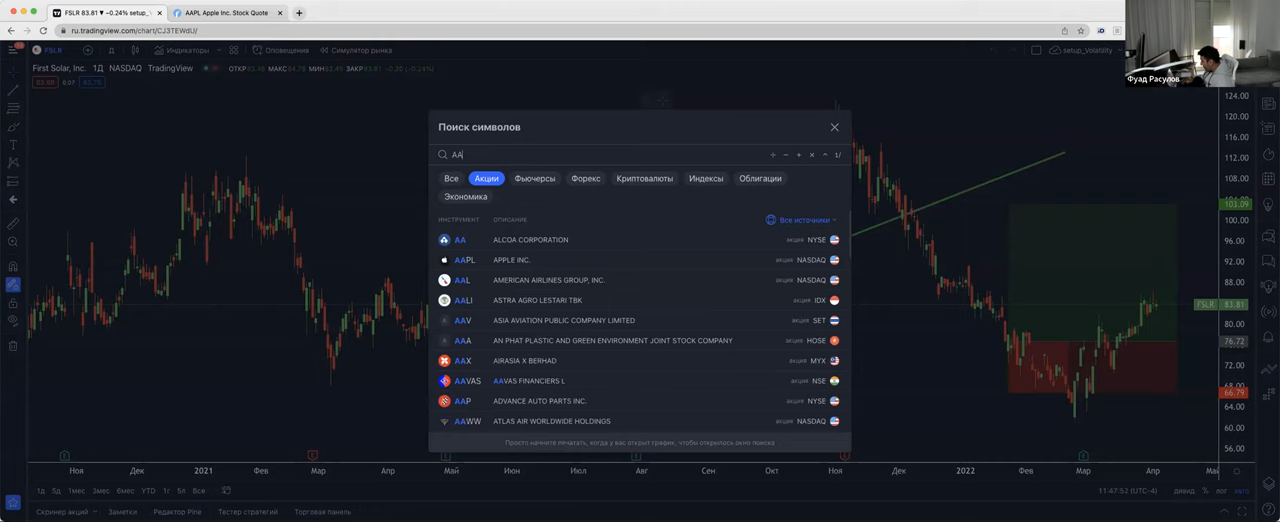 FSLR 83.81 ▼ −0.24% setup_V
AAPL Apple Inc. Stock Quote
ru.tradingview.com/chart/CJ3TEWdU/
FSLR Д Индикаторы Оповещения Симулятор рынка setup_Volatility
First Solar, Inc. 1Д NASDAQ TradingView
Фуад Расулов
Поиск символов
AA
1/
Все Акции Фьючерсы Форекс Криптовалюты Индексы Облигации
Экономика
ИНСТРУМЕНТ ОПИСАНИЕ Все источники
AA ALCOA CORPORATION акция NYSE
AAPL APPLE INC. акция NASDAQ
AAL AMERICAN AIRLINES GROUP, INC. акция NASDAQ
AALI ASTRA AGRO LESTARI TBK акция IDX
AAV ASIA AVIATION PUBLIC COMPANY LIMITED акция SET
AAA AN PHAT PLASTIC AND GREEN ENVIRONMENT JOINT STOCK COMPANY акция HOSE
AAX AIRASIA X BERHAD акция MYX
AAVAS AAVAS FINANCIERS L акция NSE
AAP ADVANCE AUTO PARTS INC. акция NYSE
AAWW ATLAS AIR WORLDWIDE HOLDINGS акция NASDAQ
Просто начните печатать, когда у вас открыт график, чтобы открылось окно поиска
124.00
120.00
116.00
112.00
108.00
103.09
100.00
96.00
92.00
88.00
FSLR 83.81
80.00
76.72
72.00
66.79
64.00
60.00
56.00
Ноя Дек 2021 Фев Мар Апр Май Июн Июл Авг Сен Окт Ноя Дек 2022 Фев Мар Апр
1д 5д 1мес 3мес 6мес YTD 1г 5л Все 11:47:52 (UTC-4) дивид % лог авто
Скринер акций Заметки Редактор Pine Тестер стратегий Торговая панель